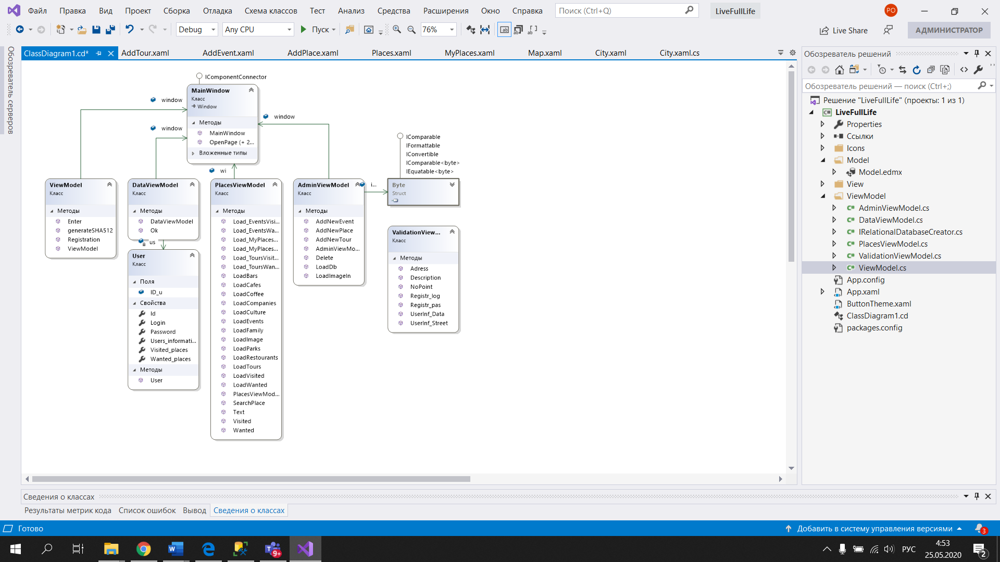 Файл Правка Вид Проект Сборка Отладка Схема классов Тест Анализ Средства Расширения Окно Справка Поиск (Ctrl+Q) LiveFullLife РО
Debug Any CPU Пуск 76% Live Share АДМИНИСТРАТОР
Обозреватель серверов
ClassDiagram1.cd* AddTour.xaml AddEvent.xaml AddPlace.xaml Places.xaml MyPlaces.xaml Map.xaml City.xaml City.xaml.cs
IComponentConnector
MainWindow
Класс
Window
Методы
MainWindow
OpenPage (+ 2...
Вложенные типы
window
window
window
wi
ViewModel
Класс
Методы
Enter
generateSHA512
Registration
ViewModel
DataViewModel
Класс
Методы
DataViewModel
Ok
us
User
Класс
Поля
ID_u
Свойства
Id
Login
Password
Users_informati...
Visited_places
Wanted_places
Методы
User
PlacesViewModel
Класс
Методы
Load_EventsVisi...
Load_EventsWa...
Load_MyPlaces...
Load_MyPlaces...
Load_ToursVisit...
Load_ToursWan...
LoadBars
LoadCafes
LoadCoffee
LoadCompanies
LoadCulture
LoadEvents
LoadFamily
LoadImage
LoadParks
LoadRestourants
LoadTours
LoadVisited
LoadWanted
PlacesViewMod...
SearchPlace
Text
Visited
Wanted
AdminViewModel
Класс
Методы
AddNewEvent
AddNewPlace
AddNewTour
AdminViewMo...
Delete
LoadDb
LoadImageIn
i...
IComparable
IFormattable
IConvertible
IComparable<byte>
IEquatable<byte>
Byte
Struct
ValidationView...
Класс
Методы
Adress
Description
NoPoint
Registr_log
Registr_pas
UserInf_Data
UserInf_Street
Обозреватель решений
Обозреватель решений — поиск (Ctrl+;)
Решение "LiveFullLife" (проекты: 1 из 1)
LiveFullLife
Properties
Ссылки
Icons
Model
Model.edmx
View
ViewModel
AdminViewModel.cs
DataViewModel.cs
IRelationalDatabaseCreator.cs
PlacesViewModel.cs
ValidationViewModel.cs
ViewModel.cs
App.config
App.xaml
ButtonTheme.xaml
ClassDiagram1.cd
packages.config
Сведения о классах
Результаты метрик кода Список ошибок Вывод Сведения о классах
Готово Добавить в систему управления версиями 3
9+ РУС 4:53
25.05.2020 2